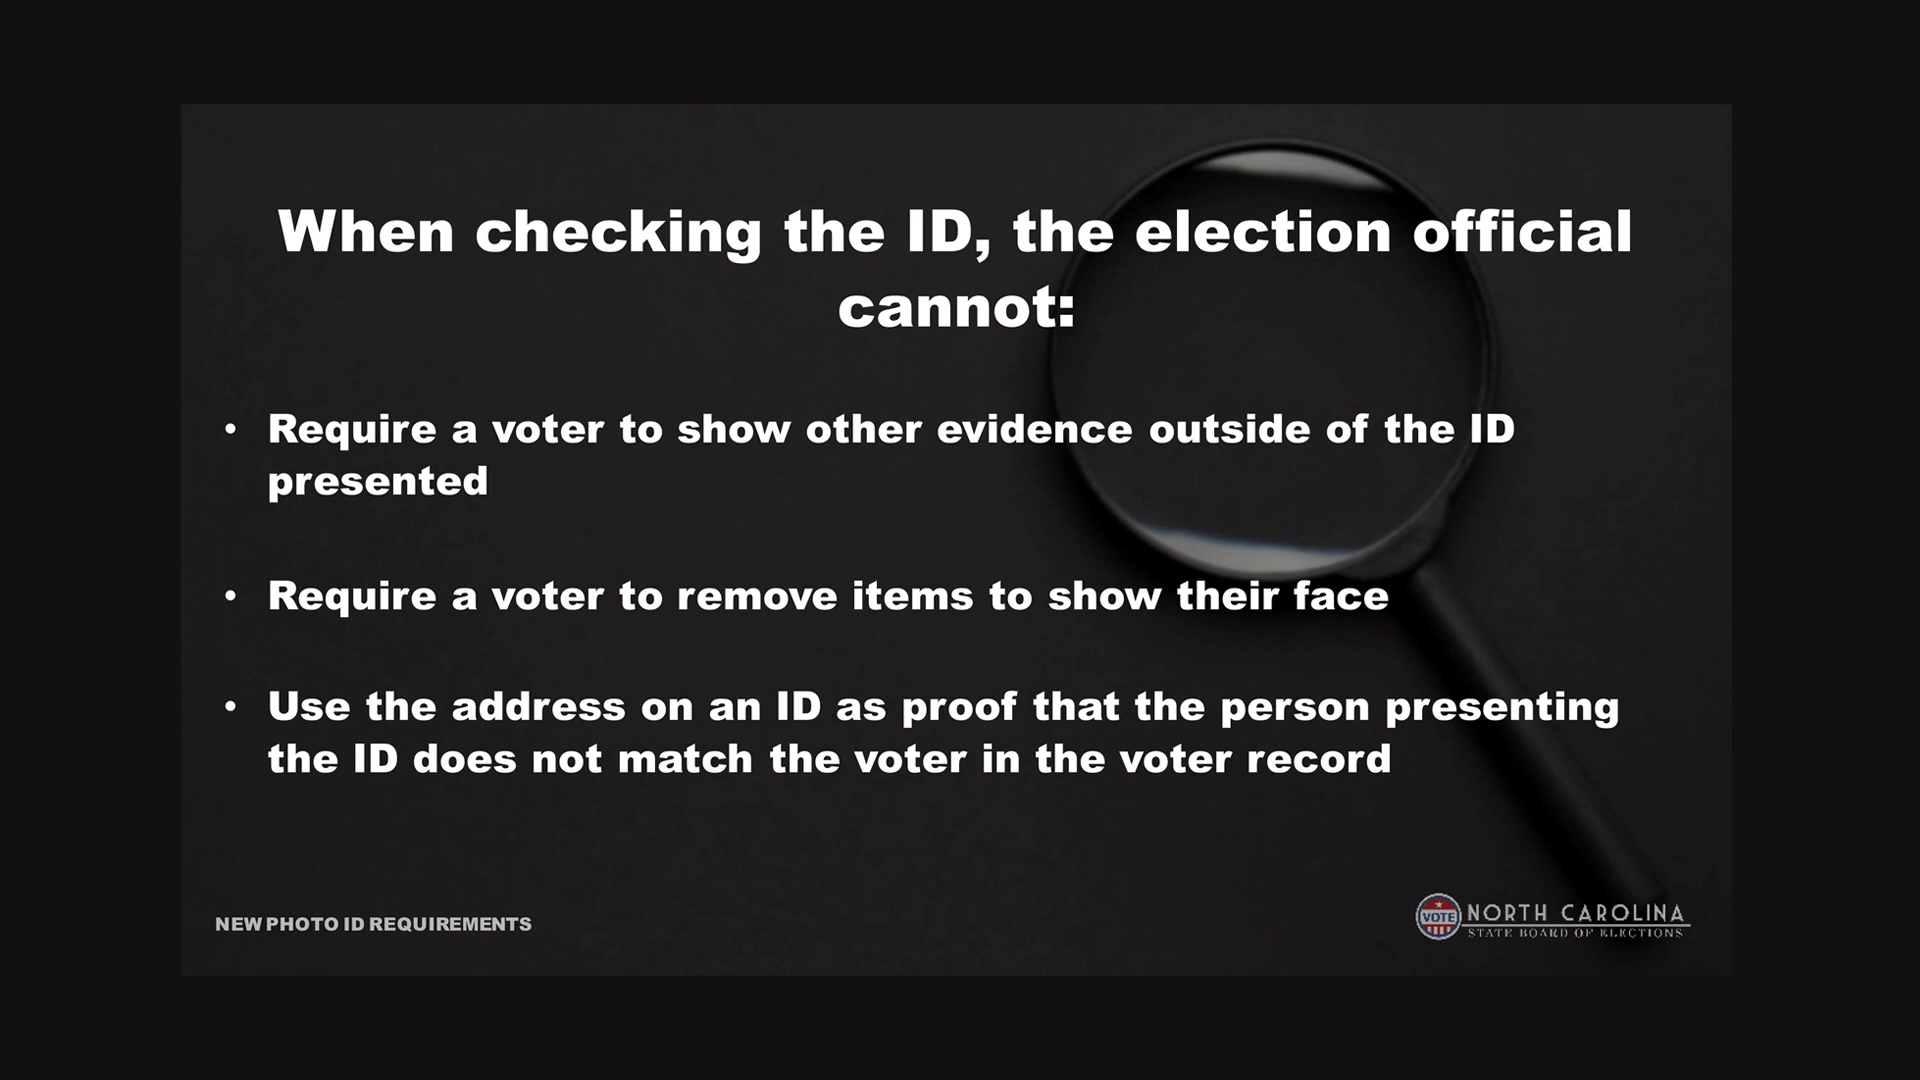 When checking the ID, the election official
cannot:
• Require a voter to show other evidence outside of the ID
presented
• Require a voter to remove items to show their face
• Use the address on an ID as proof that the person presenting
the ID does not match the voter in the voter record
NEW PHOTO ID REQUIREMENTS
VOTE
NORTH CAROLINA
STATE BOARD OF ELECTIONS